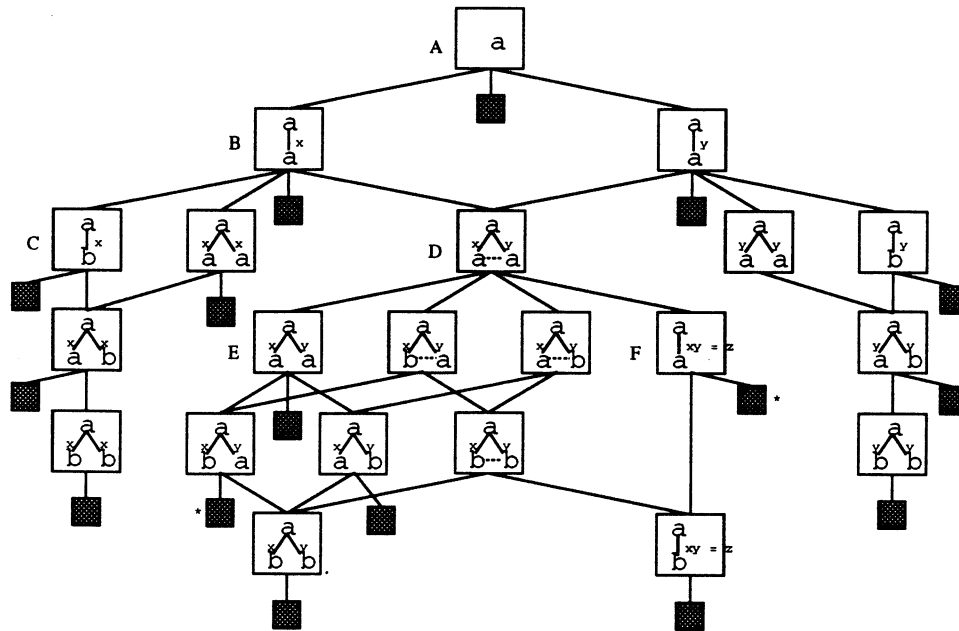 A a
B a x a
a y a
C a x b
a x x a a
D a x y a a
a y y a a
a y b
a x x a b
E a x y a a
a x y b a
a x y a b
F a xy = z a
*
a y y a b
a x x b b
a x y b a
a x y a b
a x y b b
a y y b b
*
a x y b b
a xy = z b